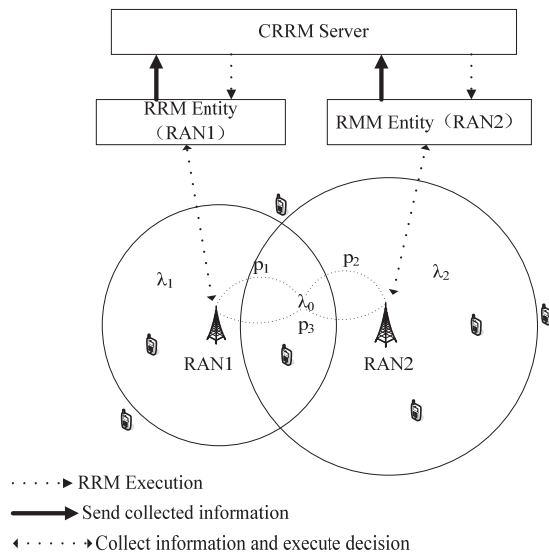 CRRM Server
RRM Entity
（RAN1）
RMM Entity（RAN2）
p₁
p₂
λ₁
λ₂
λ₀
p₃
RAN1
RAN2
RRM Execution
Send collected information
Collect information and execute decision